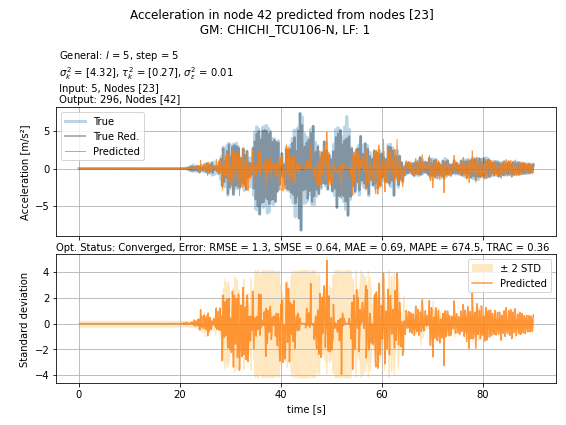 Acceleration in node 42 predicted from nodes [23]
GM: CHICHI_TCU106-N, LF: 1
General: l = 5, step = 5
σ²ₖ = [4.32], τ²ₖ = [0.27], σ²ₑ = 0.01
Input: 5, Nodes [23]
Output: 296, Nodes [42]
True
True Red.
Predicted
Acceleration [m/s²]
5
0
−5
Opt. Status: Converged, Error: RMSE = 1.3, SMSE = 0.64, MAE = 0.69, MAPE = 674.5, TRAC = 0.36
± 2 STD
Predicted
Standard deviation
4
2
0
−2
−4
0 20 40 60 80
time [s]